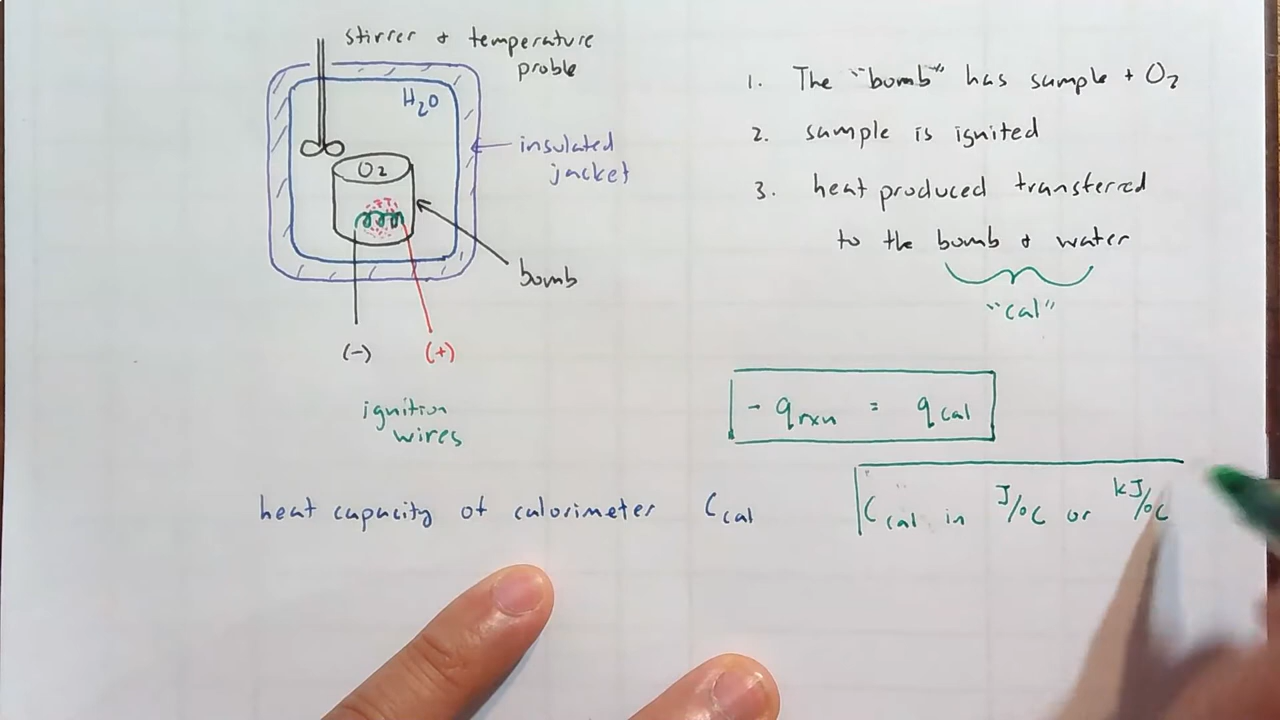 stirrer & temperature
proble
H2O
insulated
jacket
O2
bomb
(-)
(+)
ignition
wires
1. The "bomb" has sample + O2
2. sample is ignited
3. heat produced transferred
to the bomb & water
"cal"
- qrxn = qcal
heat capacity of calorimeter Ccal
Ccal in J/°C or kJ/°C